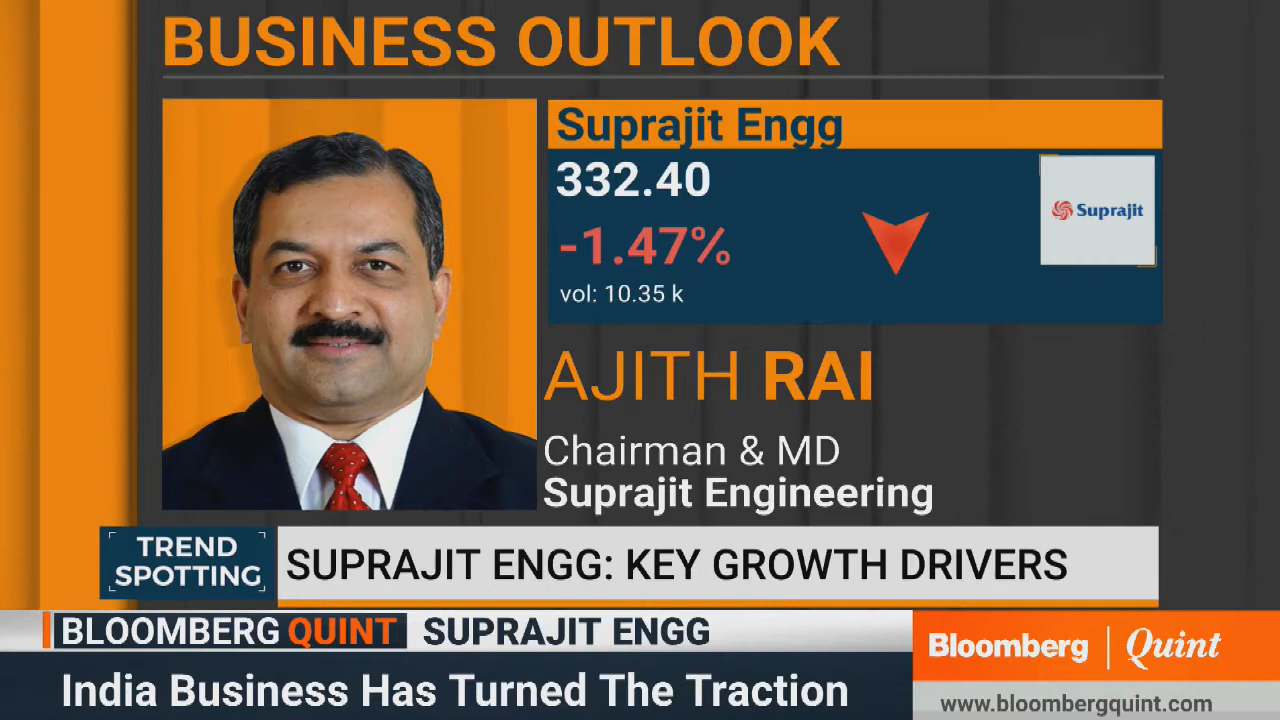 BUSINESS OUTLOOK
Suprajit Engg
332.40
-1.47%
vol: 10.35 k
Suprajit
AJITH RAI
Chairman & MD
Suprajit Engineering
TREND
SPOTTING
SUPRAJIT ENGG: KEY GROWTH DRIVERS
BLOOMBERG QUINT SUPRAJIT ENGG
India Business Has Turned The Traction
Bloomberg | Quint
www.bloombergquint.com